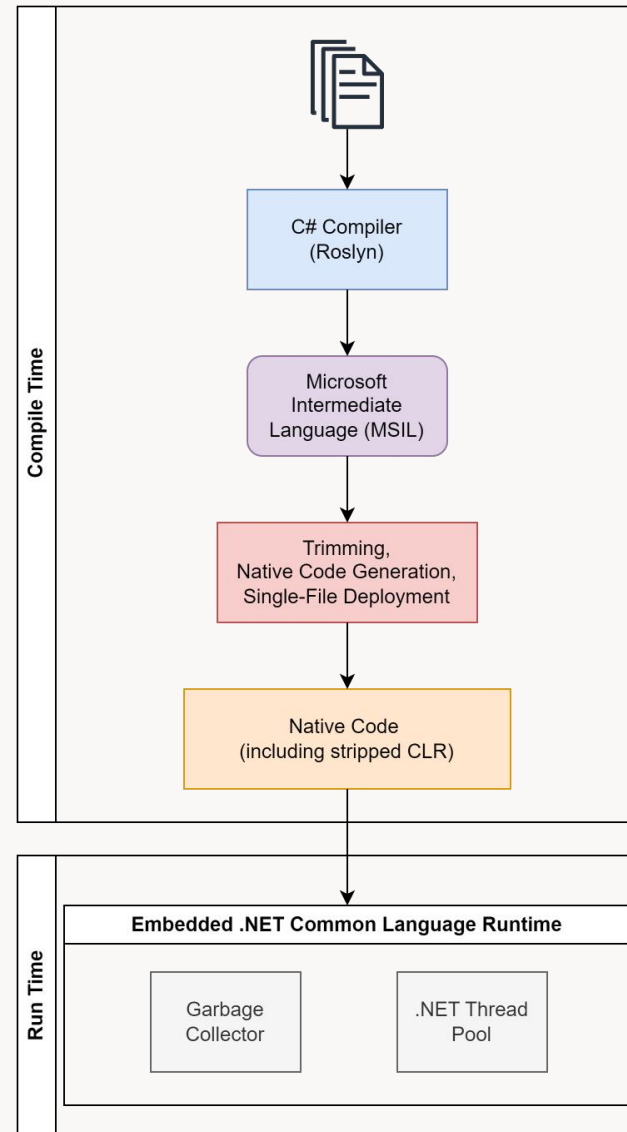 Compile Time
C# Compiler
(Roslyn)
Microsoft
Intermediate
Language (MSIL)
Trimming,
Native Code Generation,
Single-File Deployment
Native Code
(including stripped CLR)
Run Time
Embedded .NET Common Language Runtime
Garbage
Collector
.NET Thread
Pool